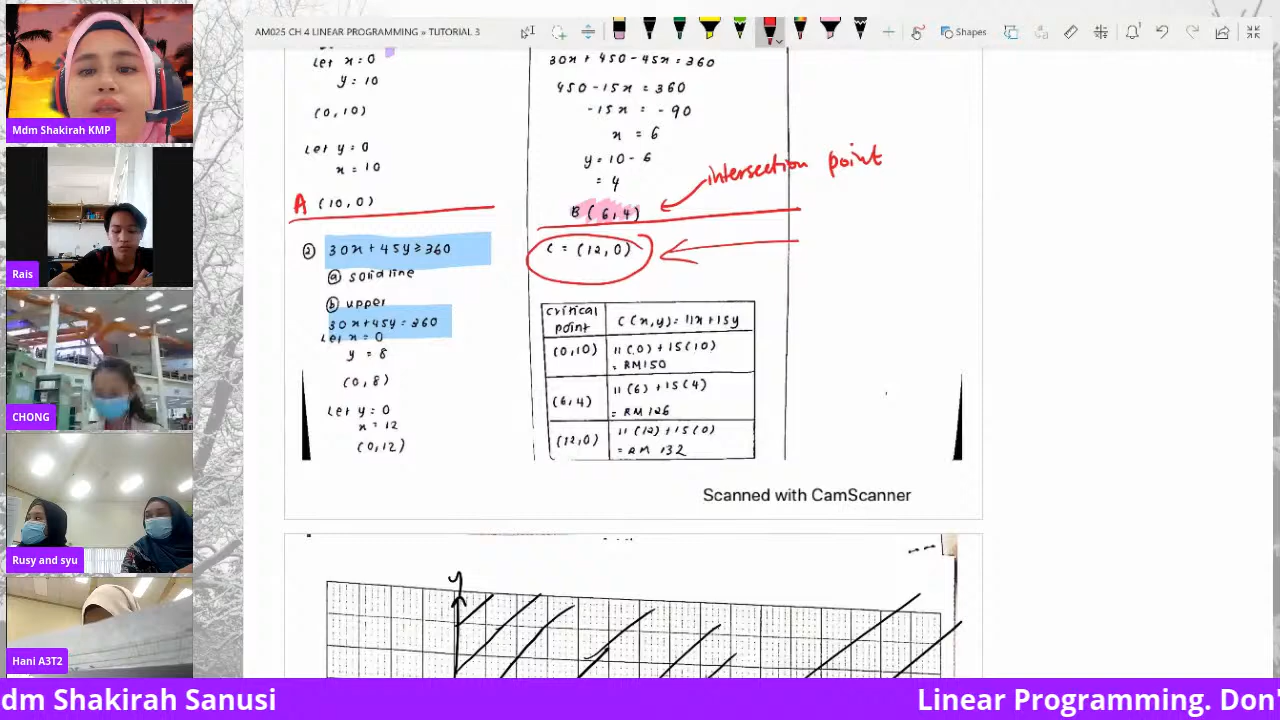 AM025 CH 4 LINEAR PROGRAMMING » TUTORIAL 3
Shapes
Let x=0
y=10
(0,10)
Let y=0
x=10
A (10,0)
② 30x+45y≥360
ⓐ solid line
ⓑ upper
30x+45y=360
Let x=0
y=8
(0,8)
Let y=0
x=12
(0,12)
30x+450-45x=360
450-15x=360
-15x=-90
x=6
y=10-6
=4
B(6,4)
intersection point
C=(12,0)
critical point
C(x,y)=11x+15y
(0,10)
11(0)+15(10)
=RM150
(6,4)
11(6)+15(4)
=RM 126
(12,0)
11(12)+15(0)
=RM 132
Scanned with CamScanner
y
Mdm Shakirah KMP
Rais
CHONG
Rusy and syu
Hani A3T2
dm Shakirah Sanusi
Linear Programming. Don'